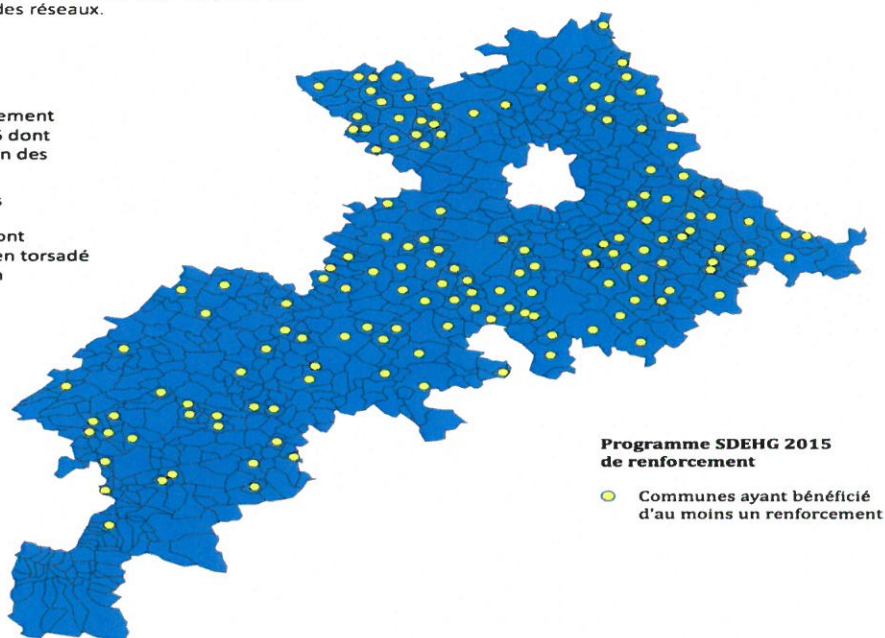 des réseaux.
ement
dont
n des
s
ont
en torsadé
n
Programme SDEHG 2015
de renforcement
Communes ayant bénéficié
d'au moins un renforcement